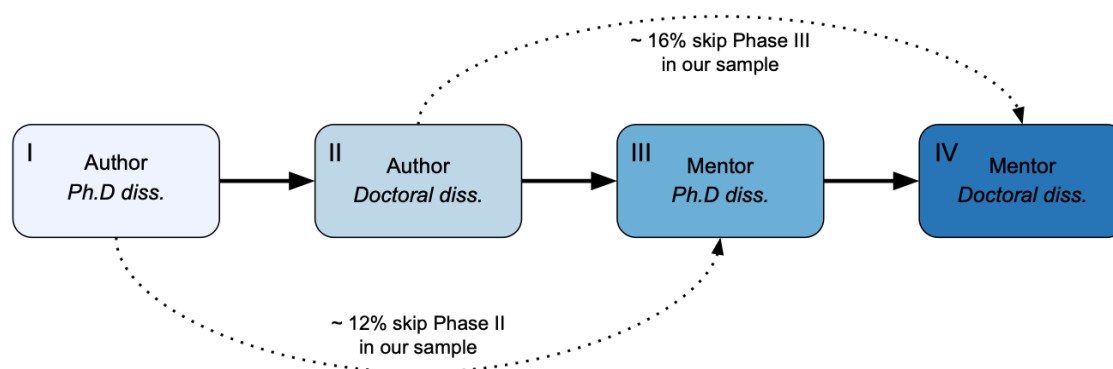 ~ 16% skip Phase III
in our sample
I
Author
Ph.D diss.
II
Author
Doctoral diss.
III
Mentor
Ph.D diss.
IV
Mentor
Doctoral diss.
~ 12% skip Phase II
in our sample